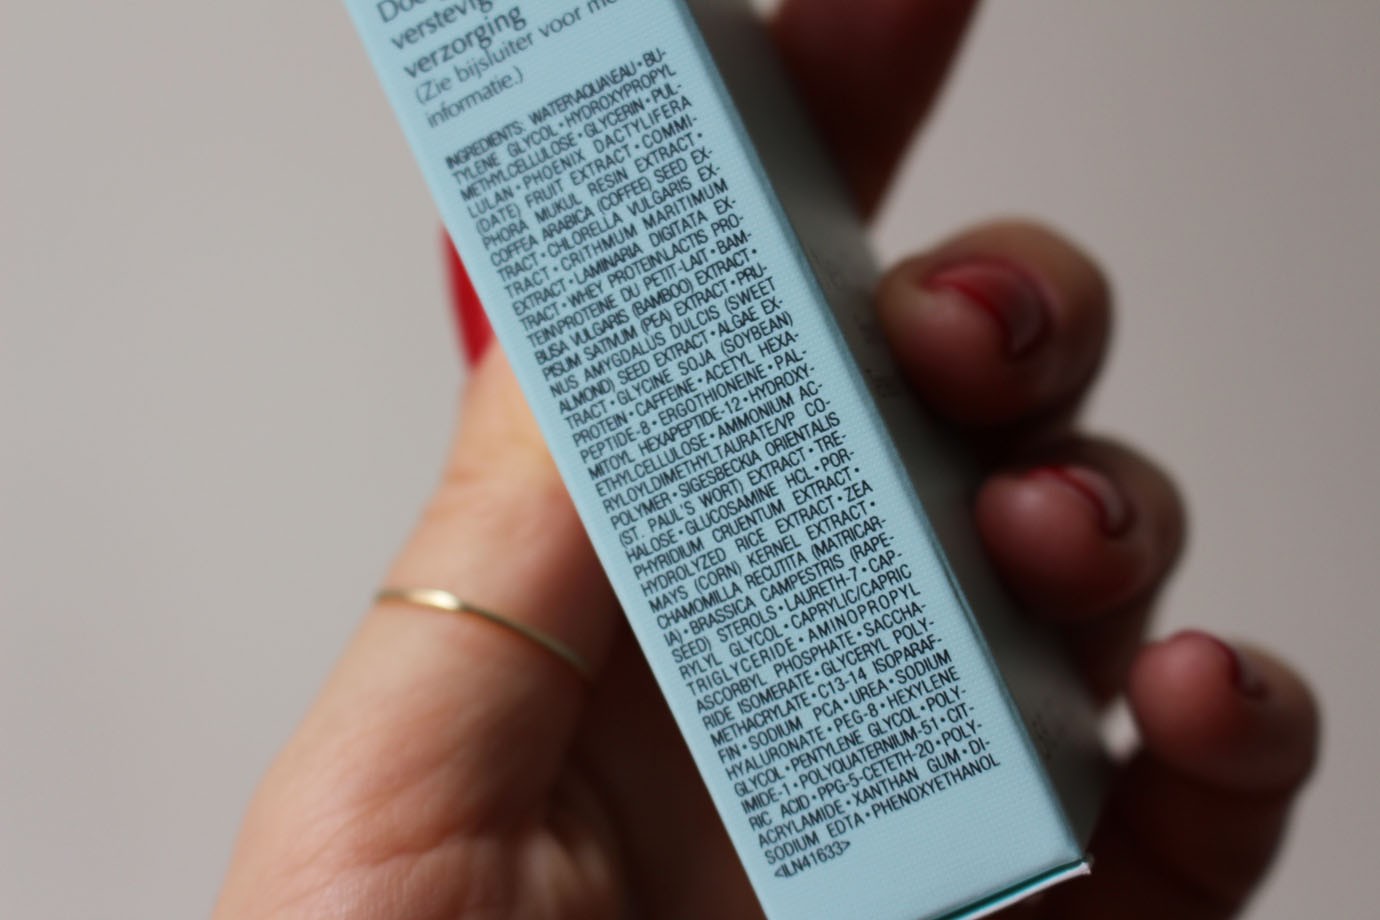 verstevig
verzorging
(Zie bijsluiter voor me
informatie.)
INGREDIENTS: WATER\AQUA\EAU • BU-
TYLENE GLYCOL • HYDROXYPROPYL
METHYLCELLULOSE • GLYCERIN • PUL-
LULAN • PHOENIX DACTYLIFERA
(DATE) FRUIT EXTRACT • COMMI-
PHORA MUKUL RESIN EXTRACT •
COFFEA ARABICA (COFFEE) SEED EX-
TRACT • CHLORELLA VULGARIS EX-
TRACT • CRITHMUM MARITIMUM
EXTRACT • LAMINARIA DIGITATA EX-
TRACT • WHEY PROTEIN\LACTIS PRO-
TEIN\PROTEINE DU PETIT-LAIT • BAM-
BUSA VULGARIS (BAMBOO) EXTRACT •
PISUM SATIVUM (PEA) EXTRACT • PRU-
NUS AMYGDALUS DULCIS (SWEET
ALMOND) SEED EXTRACT • ALGAE EX-
TRACT • GLYCINE SOJA (SOYBEAN)
PROTEIN • CAFFEINE • ACETYL HEXA-
PEPTIDE-8 • ERGOTHIONEINE • PAL-
MITOYL HEXAPEPTIDE-12 • HYDROXY-
ETHYLCELLULOSE • AMMONIUM AC-
RYLOYLDIMETHYLTAURATE/VP CO-
POLYMER • SIGESBECKIA ORIENTALIS
(ST. PAUL'S WORT) EXTRACT • TRE-
HALOSE • GLUCOSAMINE HCL • POR-
PHYRIDIUM CRUENTUM EXTRACT •
HYDROLYZED RICE EXTRACT • ZEA
MAYS (CORN) KERNEL EXTRACT •
CHAMOMILLA RECUTITA (MATRICAR-
IA) • BRASSICA CAMPESTRIS (RAPE-
SEED) STEROLS • LAURETH-7 • CAP-
RYLYL GLYCOL • CAPRYLIC/CAPRIC
TRIGLYCERIDE • AMINOPROPYL
ASCORBYL PHOSPHATE • SACCHA-
RIDE ISOMERATE • GLYCERYL POLY-
METHACRYLATE • C13-14 ISOPARAF-
FIN • SODIUM PCA • UREA • SODIUM
HYALURONATE • PEG-8 • HEXYLENE
GLYCOL • PENTYLENE GLYCOL • POLY-
IMIDE-1 • POLYQUATERNIUM-51 • CIT-
RIC ACID • PPG-5-CETETH-20 • POLY-
ACRYLAMIDE • XANTHAN GUM • DI-
SODIUM EDTA • PHENOXYETHANOL
<ILN41633>